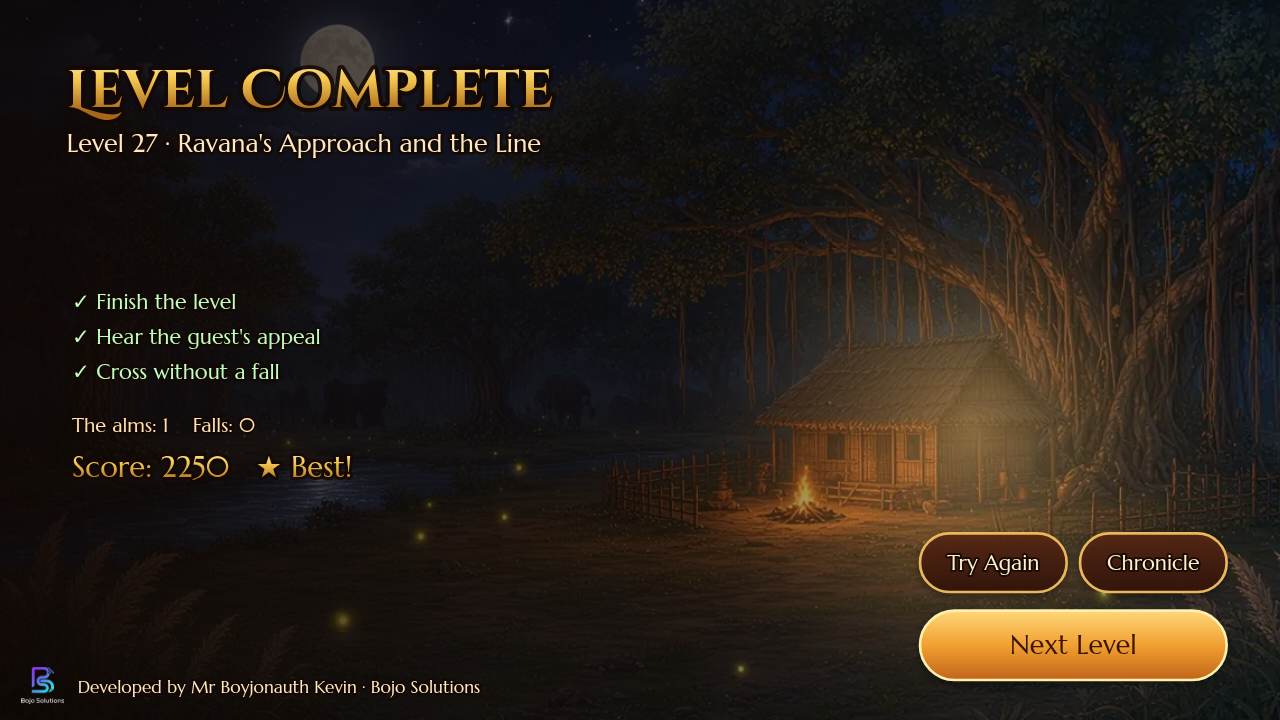 Level Complete
Level 27 · Ravana's Approach and the Line
✓ Finish the level
✓ Hear the guest's appeal
✓ Cross without a fall
The alms: 1 Falls: 0
Score: 2250 ★ Best!
Try Again
Chronicle
Next Level
Bojo Solutions
Developed by Mr Boyjonauth Kevin · Bojo Solutions